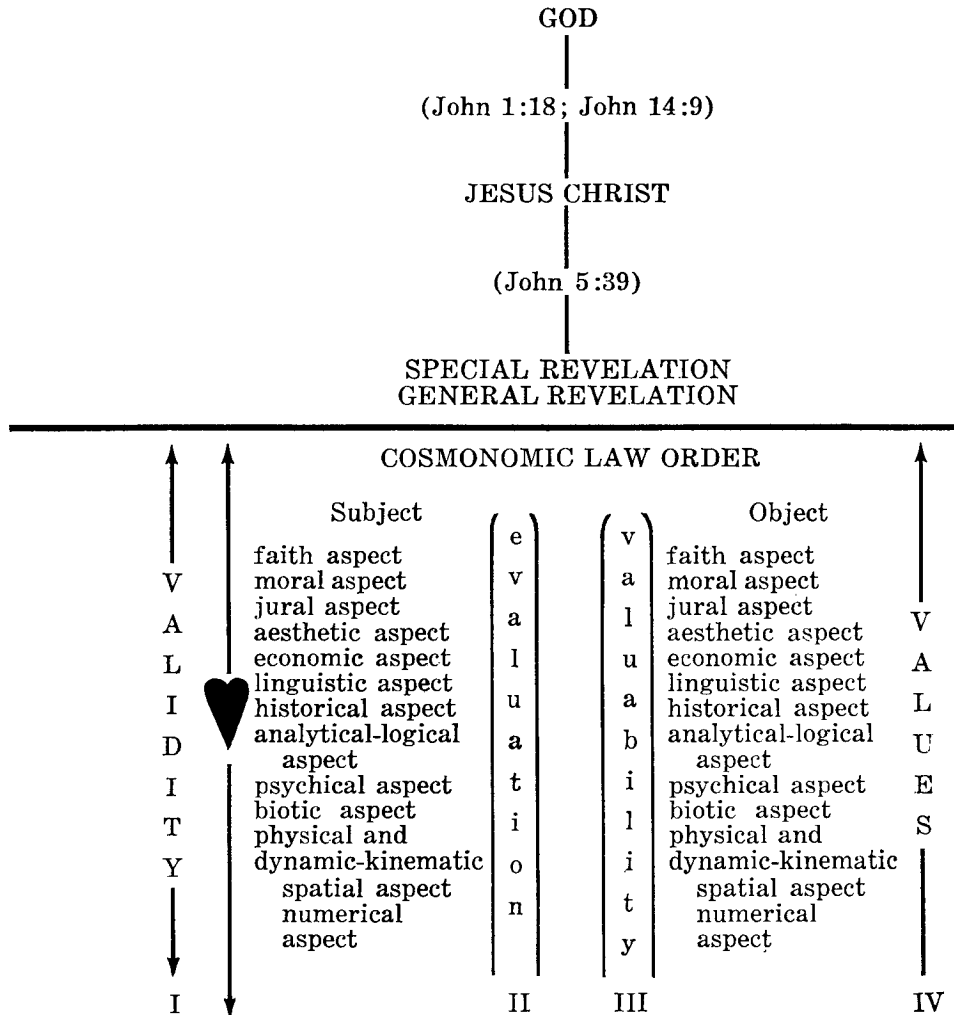 GOD
(John 1:18; John 14:9)
JESUS CHRIST
(John 5:39)
SPECIAL REVELATION
GENERAL REVELATION
COSMONOMIC LAW ORDER
VALIDITY
I
Subject
faith aspect
moral aspect
jural aspect
aesthetic aspect
economic aspect
linguistic aspect
historical aspect
analytical-logical
aspect
psychical aspect
biotic aspect
physical and
dynamic-kinematic
spatial aspect
numerical
aspect
evaluation
II
valuability
III
Object
faith aspect
moral aspect
jural aspect
aesthetic aspect
economic aspect
linguistic aspect
historical aspect
analytical-logical
aspect
psychical aspect
biotic aspect
physical and
dynamic-kinematic
spatial aspect
numerical
aspect
VALUES
IV